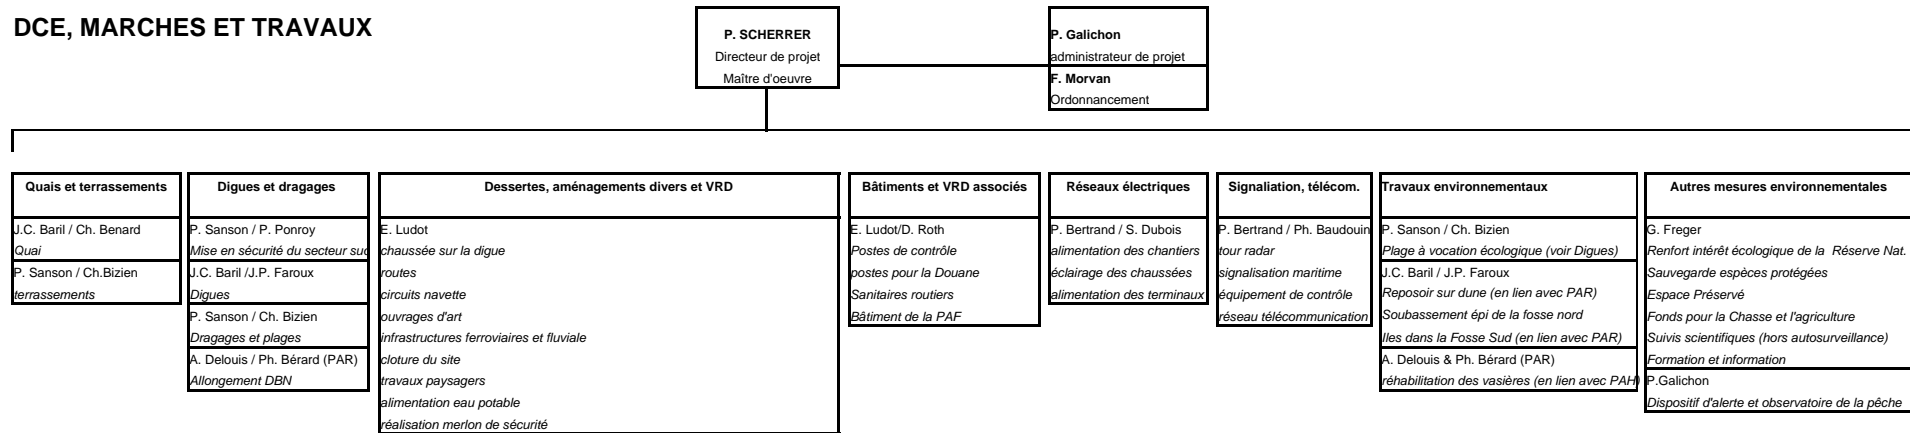 DCE, MARCHES ET TRAVAUX
P. SCHERRER
Directeur de projet
Maître d'oeuvre
P. Galichon
administrateur de projet
F. Morvan
Ordonnancement
Quais et terrassements
J.C. Baril / Ch. Benard
Quai
P. Sanson / Ch.Bizien
terrassements
Digues et dragages
P. Sanson / P. Ponroy
Mise en sécurité du secteur sud
J.C. Baril /J.P. Faroux
Digues
P. Sanson / Ch. Bizien
Dragages et plages
A. Delouis / Ph. Bérard (PAR)
Allongement DBN
Dessertes, aménagements divers et VRD
E. Ludot
chaussée sur la digue
routes
circuits navette
ouvrages d'art
infrastructures ferroviaires et fluviale
cloture du site
travaux paysagers
alimentation eau potable
réalisation merlon de sécurité
Bâtiments et VRD associés
E. Ludot/D. Roth
Postes de contrôle
postes pour la Douane
Sanitaires routiers
Bâtiment de la PAF
Réseaux électriques
P. Bertrand / S. Dubois
alimentation des chantiers
éclairage des chaussées
alimentation des terminaux
Signaliation, télécom.
P. Bertrand / Ph. Baudouin
tour radar
signalisation maritime
équipement de contrôle
réseau télécommunication
Travaux environnementaux
P. Sanson / Ch. Bizien
Plage à vocation écologique (voir Digues)
J.C. Baril / J.P. Faroux
Reposoir sur dune (en lien avec PAR)
Soubassement épi de la fosse nord
Iles dans la Fosse Sud (en lien avec PAR)
A. Delouis & Ph. Bérard (PAR)
réhabilitation des vasières (en lien avec PAH)
Autres mesures environnementales
G. Freger
Renfort intérêt écologique de la Réserve Nat.
Sauvegarde espèces protégées
Espace Préservé
Fonds pour la Chasse et l'agriculture
Suivis scientifiques (hors autosurveillance)
Formation et information
P.Galichon
Dispositif d'alerte et observatoire de la pêche